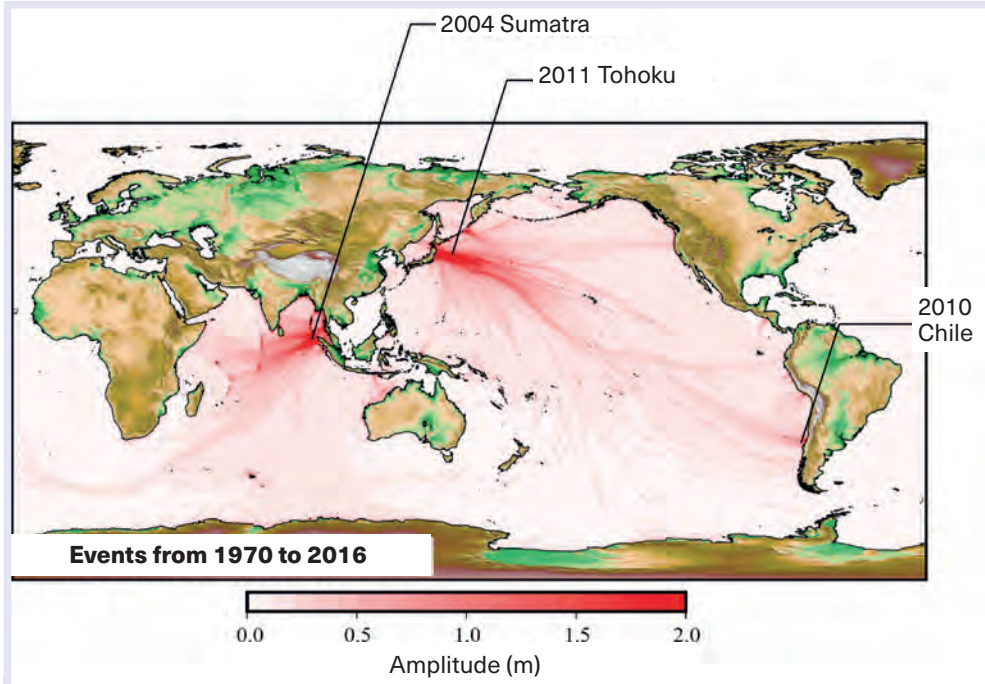 2004 Sumatra
2011 Tohoku
2010
Chile
Events from 1970 to 2016
0.0 0.5 1.0 1.5 2.0
Amplitude (m)